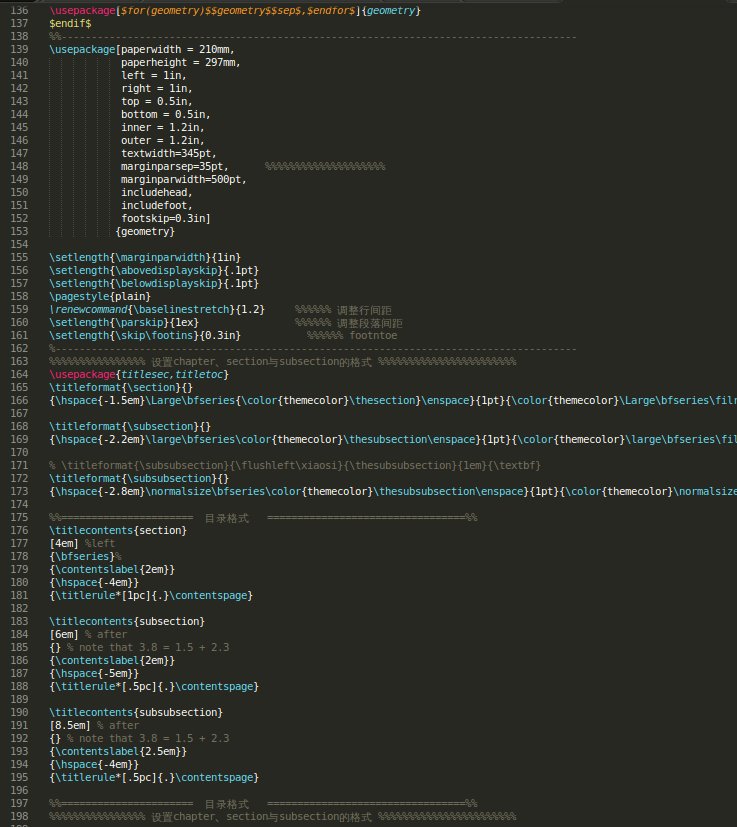 136 \usepackage[$for(geometry)$$geometry$$sep$,$endfor$]{geometry}
137 $endif$
138 %%--------------------------------------------------------------------------------------
139 \usepackage[paperwidth = 210mm,
140 paperheight = 297mm,
141 left = 1in,
142 right = 1in,
143 top = 0.5in,
144 bottom = 0.5in,
145 inner = 1.2in,
146 outer = 1.2in,
147 textwidth=345pt,
148 marginparsep=35pt, %%%%%%%%%%%%%%%%%%%%
149 marginparwidth=500pt,
150 includehead,
151 includefoot,
152 footskip=0.3in]
153 {geometry}
154
155 \setlength{\marginparwidth}{1in}
156 \setlength{\abovedisplayskip}{.1pt}
157 \setlength{\belowdisplayskip}{.1pt}
158 \pagestyle{plain}
159 \renewcommand{\baselinestretch}{1.2} %%%%%% 调整行间距
160 \setlength{\parskip}{1ex} %%%%%% 调整段落间距
161 \setlength{\skip\footins}{0.3in} %%%%%% footntoe
162 %---------------------------------------------------------------------------------------
163 %%%%%%%%%%%%%%%% 设置chapter、section与subsection的格式 %%%%%%%%%%%%%%%%%%%%%%%
164 \usepackage{titlesec,titletoc}
165 \titleformat{\section}{}
166 {\hspace{-1.5em}\Large\bfseries{\color{themecolor}\thesection}\enspace}{1pt}{\color{themecolor}\Large\bfseries\filr
167
168 \titleformat{\subsection}{}
169 {\hspace{-2.2em}\large\bfseries\color{themecolor}\thesubsection\enspace}{1pt}{\color{themecolor}\large\bfseries\fil
170
171 % \titleformat{\subsubsection}{\flushleft\xiaosi}{\thesubsubsection}{1em}{\textbf}
172 \titleformat{\subsubsection}{}
173 {\hspace{-2.8em}\normalsize\bfseries\color{themecolor}\thesubsubsection\enspace}{1pt}{\color{themecolor}\normalsize
174
175 %%====================== 目录格式 =================================%%
176 \titlecontents{section}
177 [4em] %left
178 {\bfseries}%
179 {\contentslabel{2em}}
180 {\hspace{-4em}}
181 {\titlerule*[1pc]{.}\contentspage}
182
183 \titlecontents{subsection}
184 [6em] % after
185 {} % note that 3.8 = 1.5 + 2.3
186 {\contentslabel{2em}}
187 {\hspace{-5em}}
188 {\titlerule*[.5pc]{.}\contentspage}
189
190 \titlecontents{subsubsection}
191 [8.5em] % after
192 {} % note that 3.8 = 1.5 + 2.3
193 {\contentslabel{2.5em}}
194 {\hspace{-4em}}
195 {\titlerule*[.5pc]{.}\contentspage}
196
197 %%====================== 目录格式 =================================%%
198 %%%%%%%%%%%%%%%% 设置chapter、section与subsection的格式 %%%%%%%%%%%%%%%%%%%%%%%